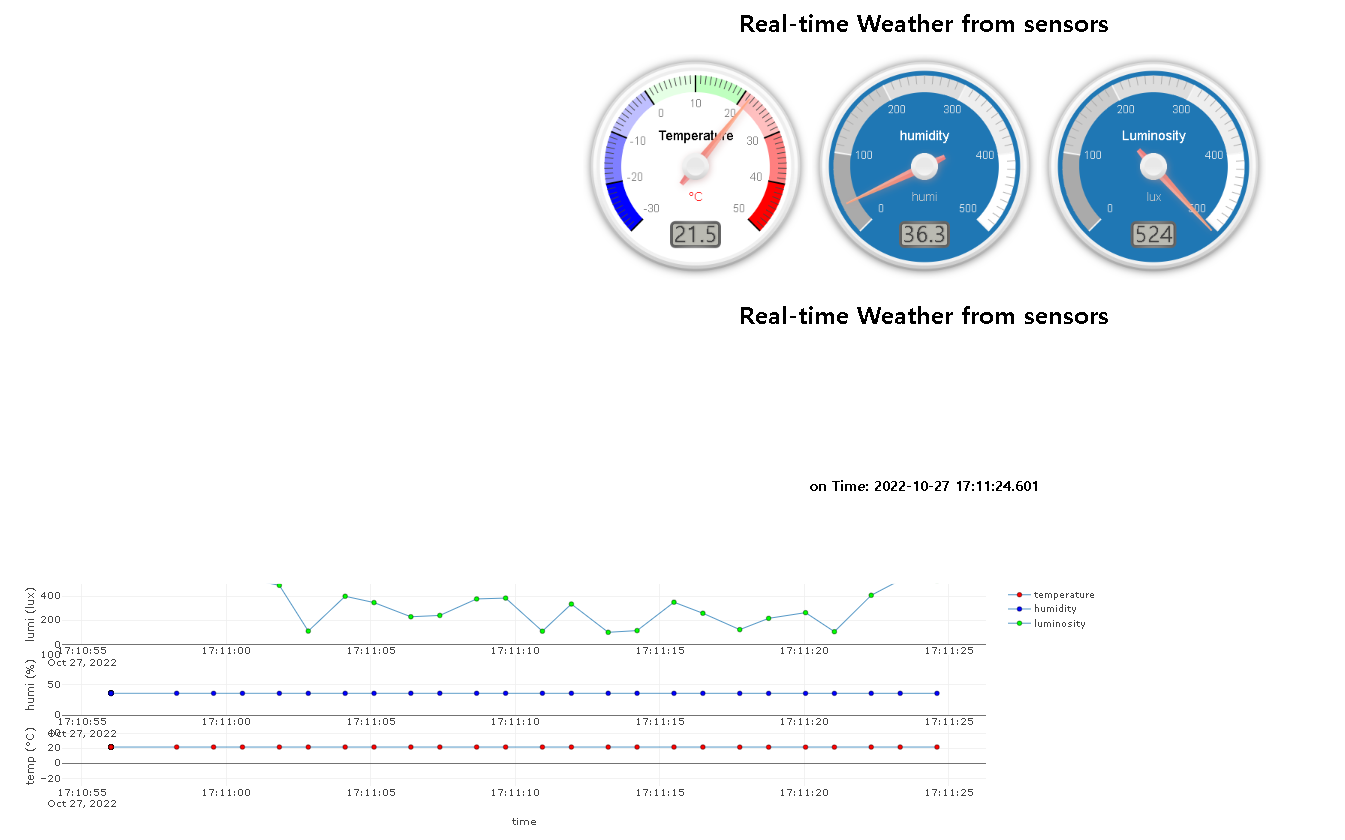 Real-time Weather from sensors
-30 -20 -10 0 10 20 30 40 50
Temperature
°C
21.5
0 100 200 300 400 500
humidity
humi
36.3
0 100 200 300 400 500
Luminosity
lux
524
Real-time Weather from sensors
on Time: 2022-10-27 17:11:24.601
lumi (lux)
400
200
0
17:10:55 17:11:00 17:11:05 17:11:10 17:11:15 17:11:20 17:11:25
Oct 27, 2022
humi (%)
100
50
0
17:10:55 17:11:00 17:11:05 17:11:10 17:11:15 17:11:20 17:11:25
Oct 27, 2022
temp (°C)
40
20
0
−20
17:10:55 17:11:00 17:11:05 17:11:10 17:11:15 17:11:20 17:11:25
Oct 27, 2022
time
temperature
humidity
luminosity